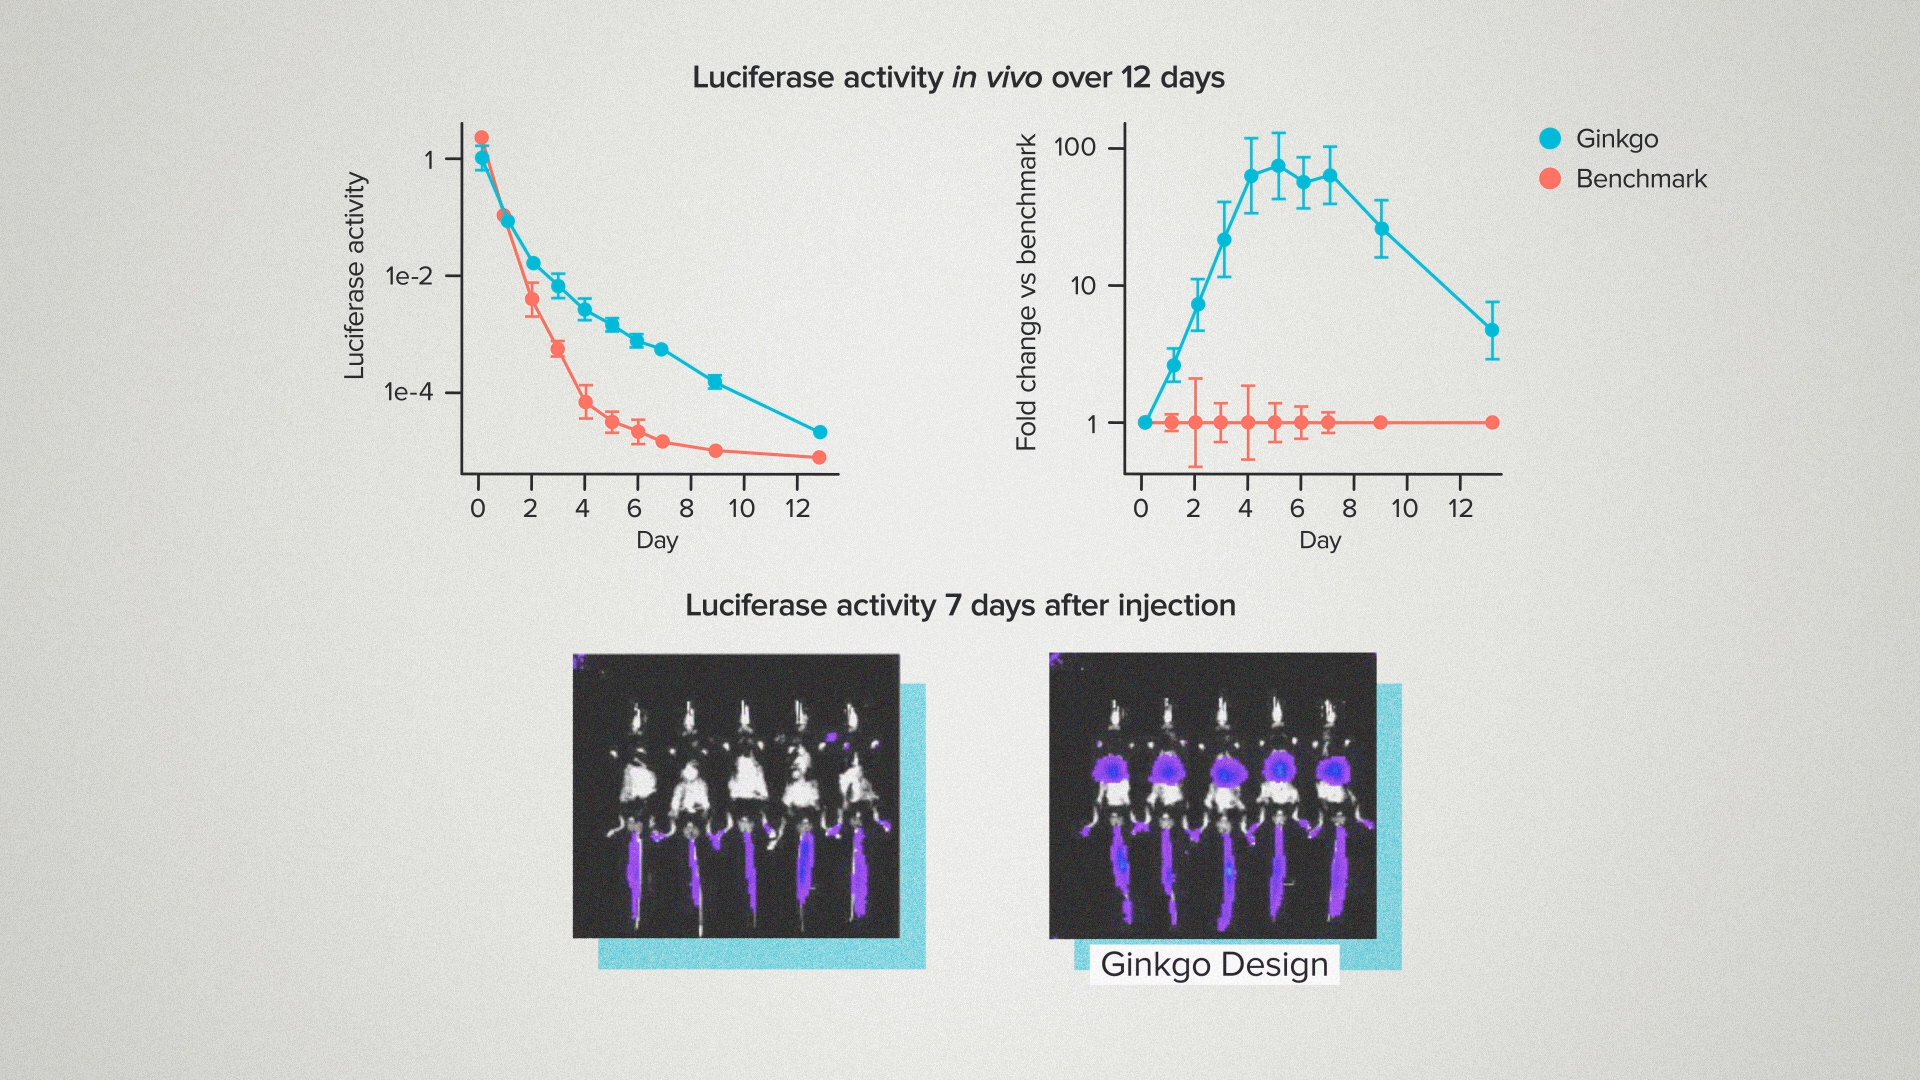 Luciferase activity in vivo over 12 days
Luciferase activity
1
1e-2
1e-4
0 2 4 6 8 10 12
Day
Fold change vs benchmark
100
10
1
0 2 4 6 8 10 12
Day
Ginkgo
Benchmark
Luciferase activity 7 days after injection
Ginkgo Design